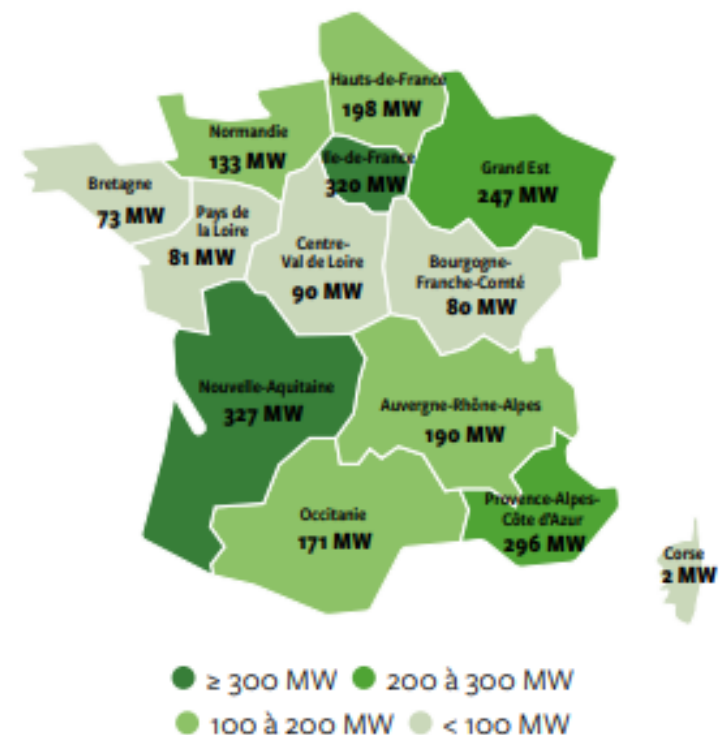 Hauts-de-France
198 MW
Normandie
133 MW
Ile-de-France
320 MW
Grand Est
247 MW
Bretagne
73 MW
Pays de
la Loire
81 MW
Centre-
Val de Loire
90 MW
Bourgogne-
Franche-Comté
80 MW
Nouvelle-Aquitaine
327 MW
Auvergne-Rhône-Alpes
190 MW
Occitanie
171 MW
Provence-Alpes-
Côte d'Azur
296 MW
Corse
2 MW
≥ 300 MW 200 à 300 MW
100 à 200 MW < 100 MW